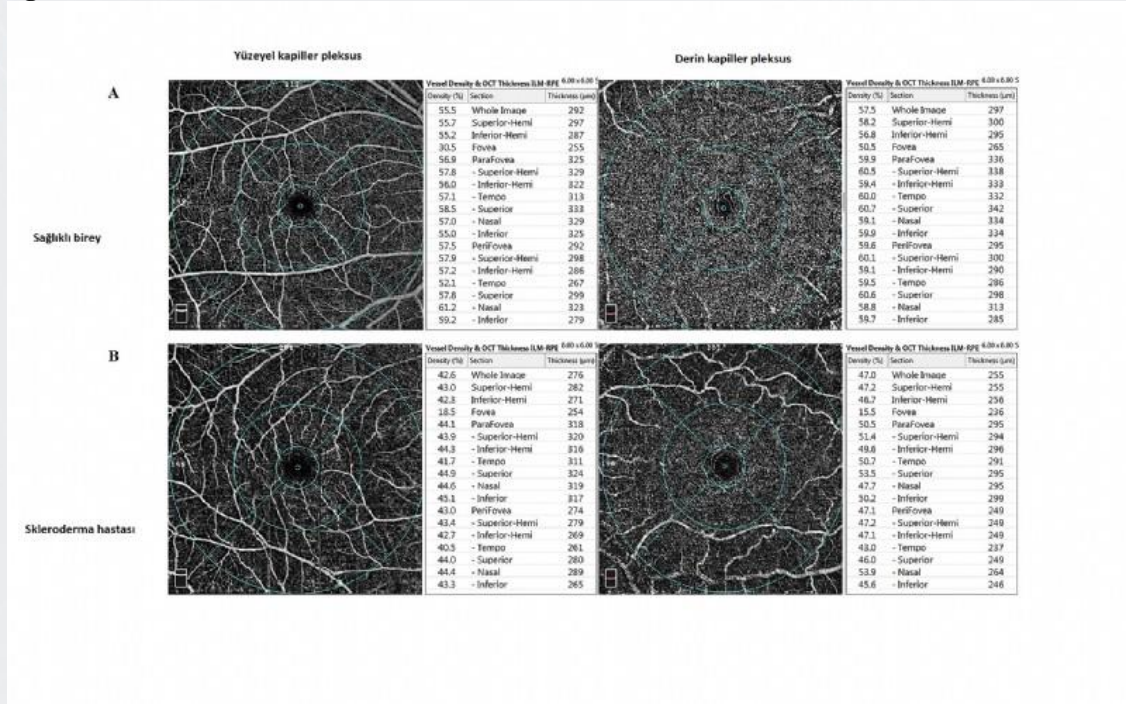 Yüzeyel kapiller pleksus
Derin kapiller pleksus
A
Sağlıklı birey
Vessel Density & OCT Thickness ILM-RPE 6.00 x 6.00
Density (%) Section Thickness (µm)
55.5 Whole Image 292
55.7 Superior-Hemi 297
55.2 Inferior-Hemi 287
30.5 Fovea 255
56.9 ParaFovea 325
57.8 - Superior-Hemi 329
56.0 - Inferior-Hemi 322
57.1 - Tempo 313
58.5 - Superior 333
57.0 - Nasal 329
55.0 - Inferior 325
57.5 PeriFovea 292
57.9 - Superior-Hemi 298
57.2 - Inferior-Hemi 286
52.1 - Tempo 267
57.8 - Superior 299
61.2 - Nasal 323
59.2 - Inferior 279
Vessel Density & OCT Thickness ILM-RPE 6.00 x 6.00 S
Density (%) Section Thickness (µm)
57.5 Whole Image 297
58.2 Superior-Hemi 300
56.8 Inferior-Hemi 295
50.5 Fovea 265
59.9 ParaFovea 336
60.5 - Superior-Hemi 338
59.4 - Inferior-Hemi 333
60.0 - Tempo 332
60.7 - Superior 342
59.1 - Nasal 334
59.9 - Inferior 334
59.6 PeriFovea 295
60.1 - Superior-Hemi 300
59.1 - Inferior-Hemi 290
59.5 - Tempo 286
60.6 - Superior 298
58.8 - Nasal 313
59.7 - Inferior 285
B
Skleroderma hastası
Vessel Density & OCT Thickness ILM-RPE 6.00 x 6.00
Density (%) Section Thickness (µm)
42.6 Whole Image 276
43.0 Superior-Hemi 282
42.3 Inferior-Hemi 271
18.5 Fovea 254
44.1 ParaFovea 318
43.9 - Superior-Hemi 320
44.3 - Inferior-Hemi 316
41.7 - Tempo 311
44.9 - Superior 324
44.6 - Nasal 319
45.1 - Inferior 317
43.0 PeriFovea 274
43.4 - Superior-Hemi 279
42.7 - Inferior-Hemi 269
40.5 - Tempo 261
44.0 - Superior 280
44.4 - Nasal 289
43.3 - Inferior 265
Vessel Density & OCT Thickness ILM-RPE 6.00 x 6.00 S
Density (%) Section Thickness (µm)
47.0 Whole Image 255
47.2 Superior-Hemi 255
46.7 Inferior-Hemi 256
15.5 Fovea 236
50.5 ParaFovea 295
51.4 - Superior-Hemi 294
49.6 - Inferior-Hemi 296
50.7 - Tempo 291
53.5 - Superior 295
47.7 - Nasal 295
50.2 - Inferior 299
47.1 PeriFovea 249
47.2 - Superior-Hemi 249
47.1 - Inferior-Hemi 249
43.0 - Tempo 237
46.0 - Superior 249
53.9 - Nasal 264
45.6 - Inferior 246